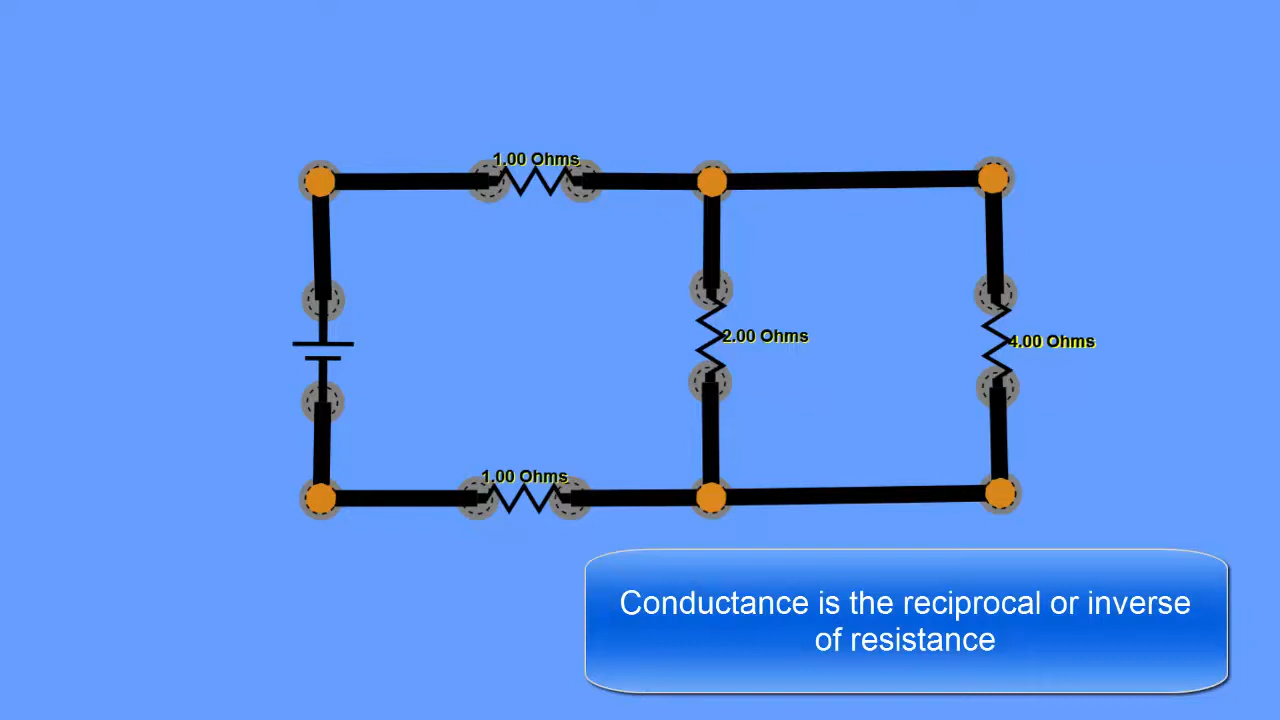 1.00 Ohms
2.00 Ohms
4.00 Ohms
1.00 Ohms
Conductance is the reciprocal or inverse
of resistance